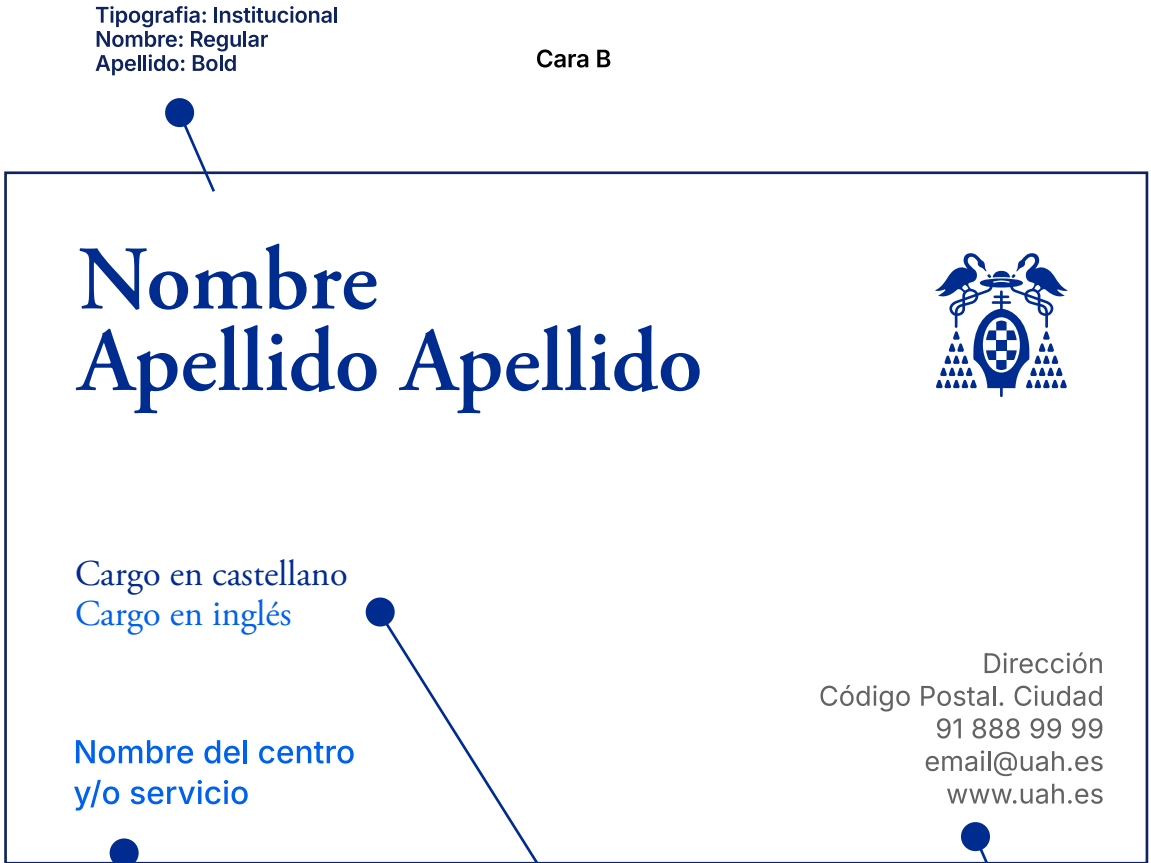 Tipografia: Institucional
Nombre: Regular
Apellido: Bold
Cara B
Nombre
Apellido Apellido
Cargo en castellano
Cargo en inglés
Nombre del centro
y/o servicio
Dirección
Código Postal. Ciudad
91 888 99 99
email@uah.es
www.uah.es